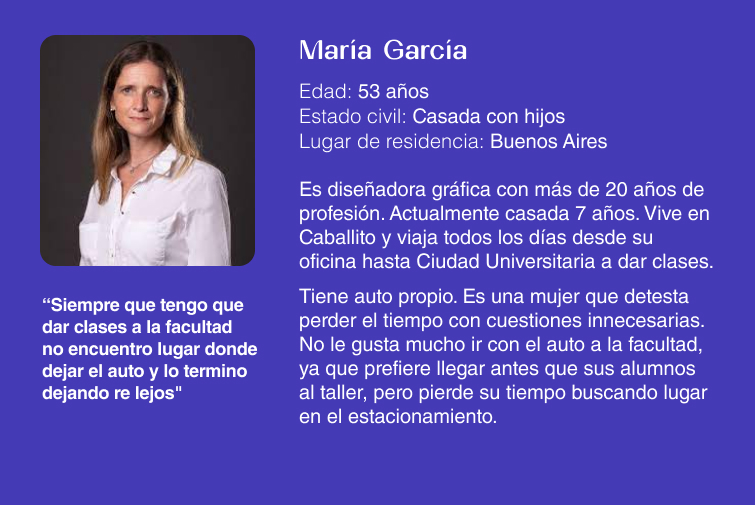 María García
Edad: 53 años
Estado civil: Casada con hijos
Lugar de residencia: Buenos Aires
Es diseñadora gráfica con más de 20 años de
profesión. Actualmente casada 7 años. Vive en
Caballito y viaja todos los días desde su
oficina hasta Ciudad Universitaria a dar clases.
Tiene auto propio. Es una mujer que detesta
perder el tiempo con cuestiones innecesarias.
No le gusta mucho ir con el auto a la facultad,
ya que prefiere llegar antes que sus alumnos
al taller, pero pierde su tiempo buscando lugar
en el estacionamiento.
“Siempre que tengo que
dar clases a la facultad
no encuentro lugar donde
dejar el auto y lo termino
dejando re lejos"